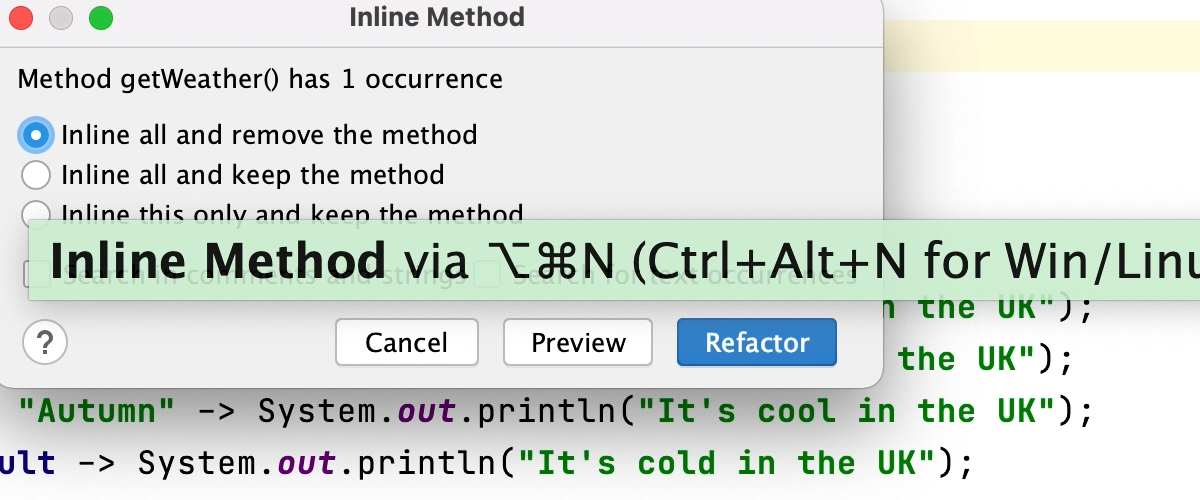 Inline Method
Method getWeather() has 1 occurrence
Inline all and remove the method
Inline all and keep the method
Inline this only and keep the method
Search in comments and strings Search for text occurrences
Inline Method via ⌥⌘N (Ctrl+Alt+N for Win/Linu
n the UK");
? Cancel Preview Refactor
the UK");
"Autumn" -> System.out.println("It's cool in the UK");
ult -> System.out.println("It's cold in the UK");